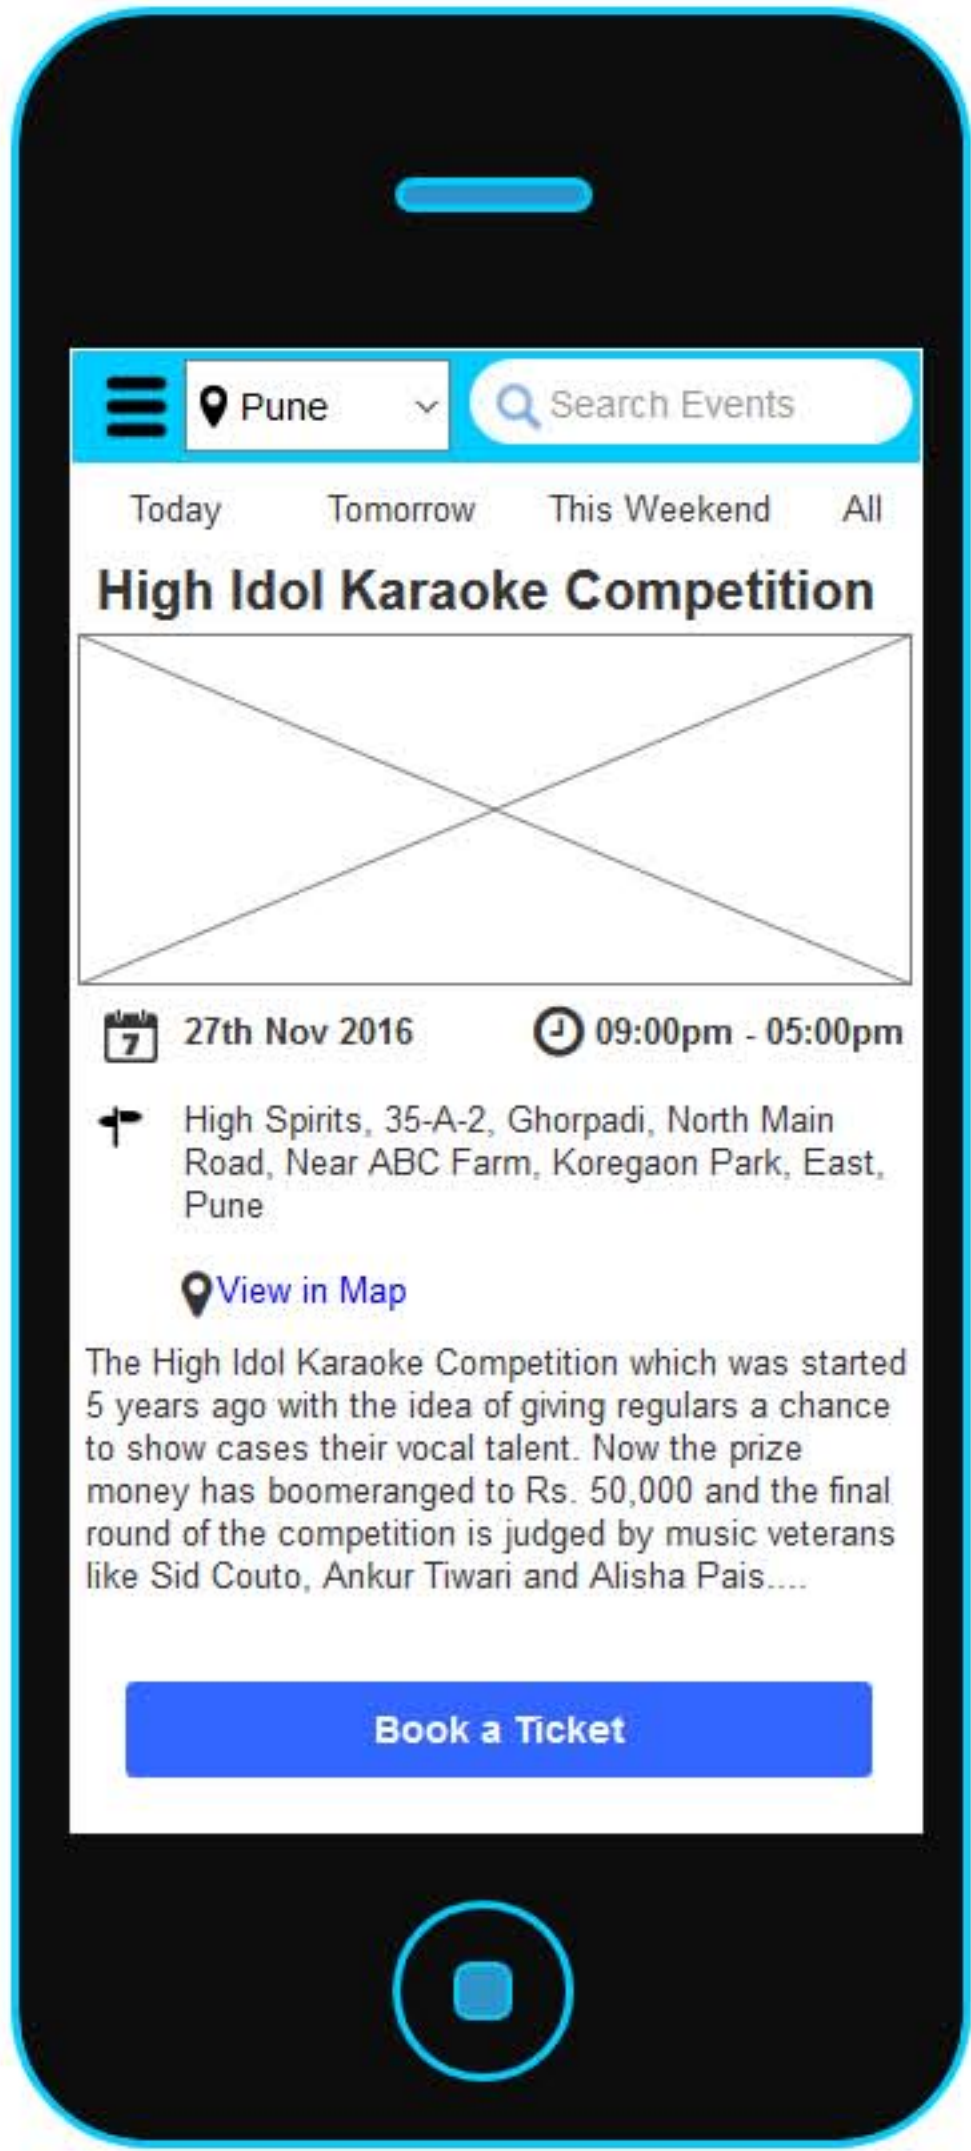 Pune
Search Events
Today Tomorrow This Weekend All
High Idol Karaoke Competition
7 27th Nov 2016 09:00pm - 05:00pm
High Spirits, 35-A-2, Ghorpadi, North Main
Road, Near ABC Farm, Koregaon Park, East,
Pune
View in Map
The High Idol Karaoke Competition which was started
5 years ago with the idea of giving regulars a chance
to show cases their vocal talent. Now the prize
money has boomeranged to Rs. 50,000 and the final
round of the competition is judged by music veterans
like Sid Couto, Ankur Tiwari and Alisha Pais....
Book a Ticket